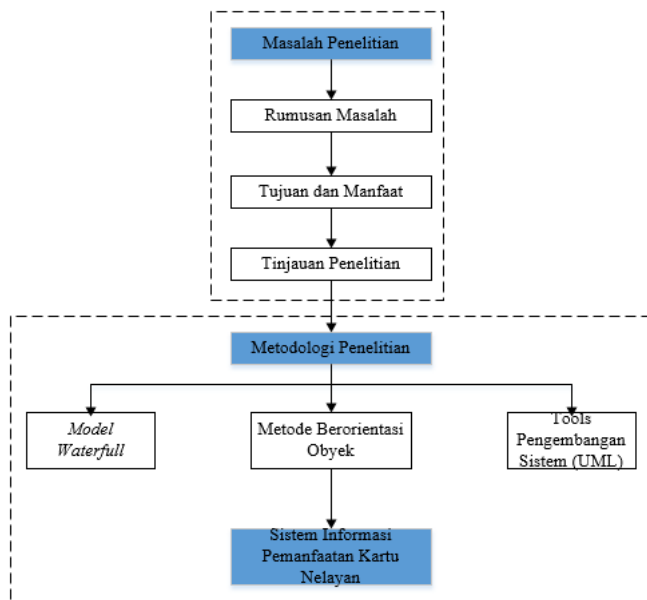 Masalah Penelitian
Rumusan Masalah
Tujuan dan Manfaat
Tinjauan Penelitian
Metodologi Penelitian
Model
Waterfull
Metode Berorientasi
Obyek
Tools
Pengembangan
Sistem (UML)
Sistem Informasi
Pemanfaatan Kartu
Nelayan